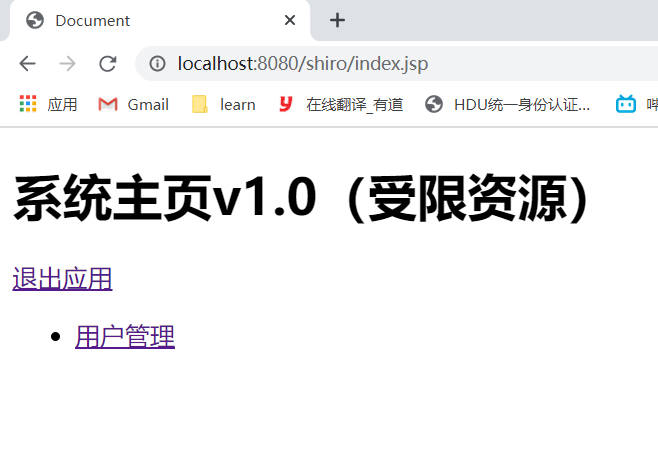 Document
localhost:8080/shiro/index.jsp
应用 Gmail learn 在线翻译_有道 HDU统一身份认证...
系统主页v1.0（受限资源）
退出应用
用户管理